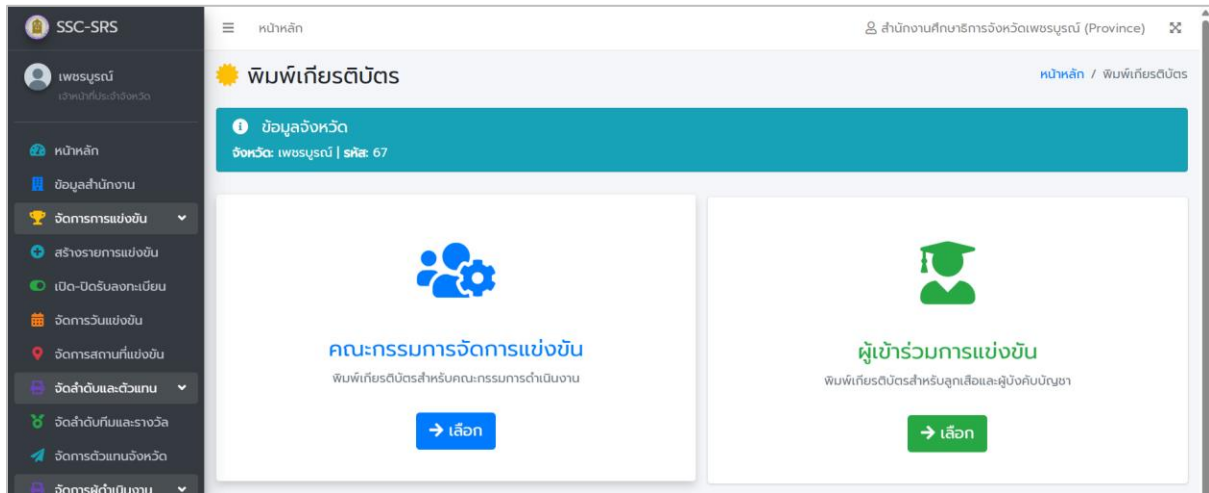 SSC-SRS
หน้าหลัก
สำนักงานศึกษาธิการจังหวัดเพชรบูรณ์ (Province)
เพชรบูรณ์
เจ้าหน้าที่ประจำจังหวัด
หน้าหลัก
ข้อมูลสำนักงาน
จัดการการแข่งขัน
สร้างรายการแข่งขัน
เปิด-ปิดรับลงทะเบียน
จัดการวันแข่งขัน
จัดการสถานที่แข่งขัน
จัดลำดับและตัวแทน
จัดลำดับทีมและรางวัล
จัดการตัวแทนจังหวัด
จัดการผู้ดำเนินงาน
พิมพ์เกียรติบัตร
หน้าหลัก / พิมพ์เกียรติบัตร
ข้อมูลจังหวัด
จังหวัด: เพชรบูรณ์ | รหัส: 67
คณะกรรมการจัดการแข่งขัน
พิมพ์เกียรติบัตรสำหรับคณะกรรมการดำเนินงาน
เลือก
ผู้เข้าร่วมการแข่งขัน
พิมพ์เกียรติบัตรสำหรับลูกเสือและผู้บังคับบัญชา
เลือก